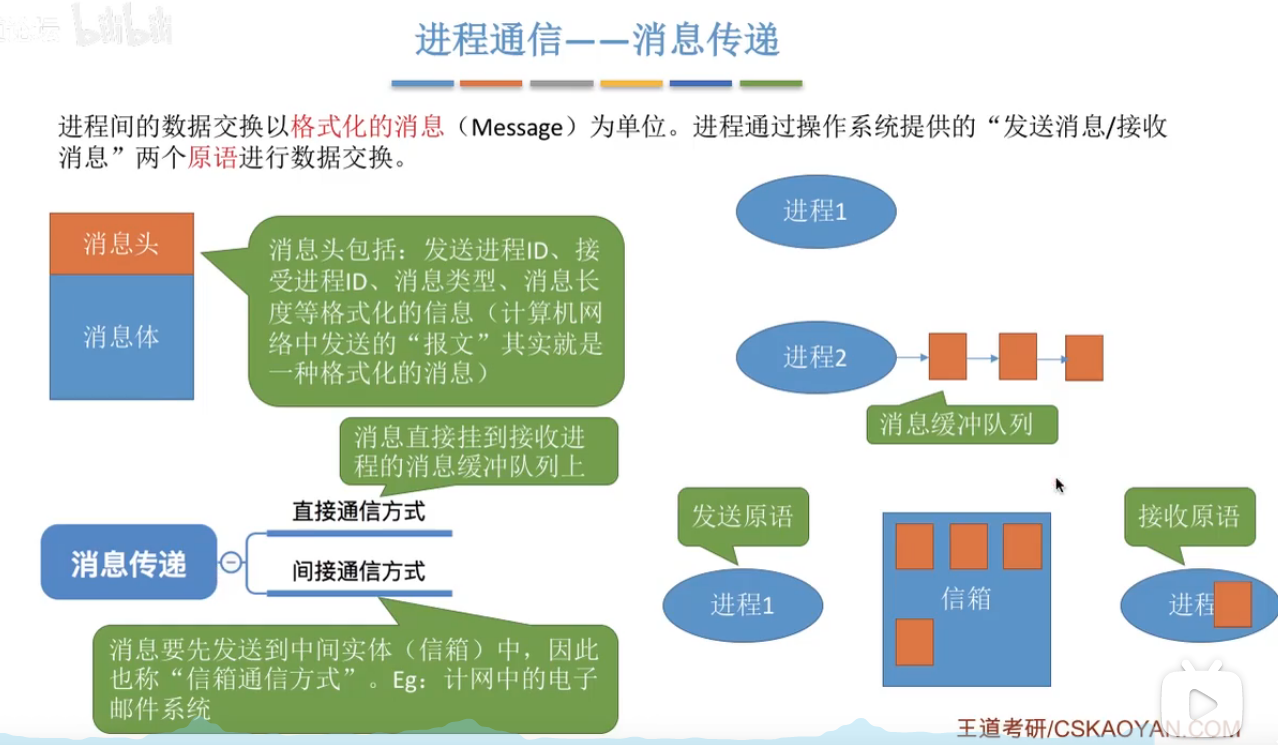 bilibili
进程通信——消息传递
进程间的数据交换以格式化的消息（Message）为单位。进程通过操作系统提供的“发送消息/接收
消息”两个原语进行数据交换。
消息头
消息体
消息头包括：发送进程ID、接
受进程ID、消息类型、消息长
度等格式化的信息（计算机网
络中发送的“报文”其实就是
一种格式化的消息）
进程1
进程2
消息缓冲队列
消息直接挂到接收进
程的消息缓冲队列上
直接通信方式
消息传递
间接通信方式
消息要先发送到中间实体（信箱）中，因此
也称“信箱通信方式”。Eg：计网中的电子
邮件系统
发送原语
进程1
信箱
接收原语
进程
王道考研/CSKAOYAN.COM